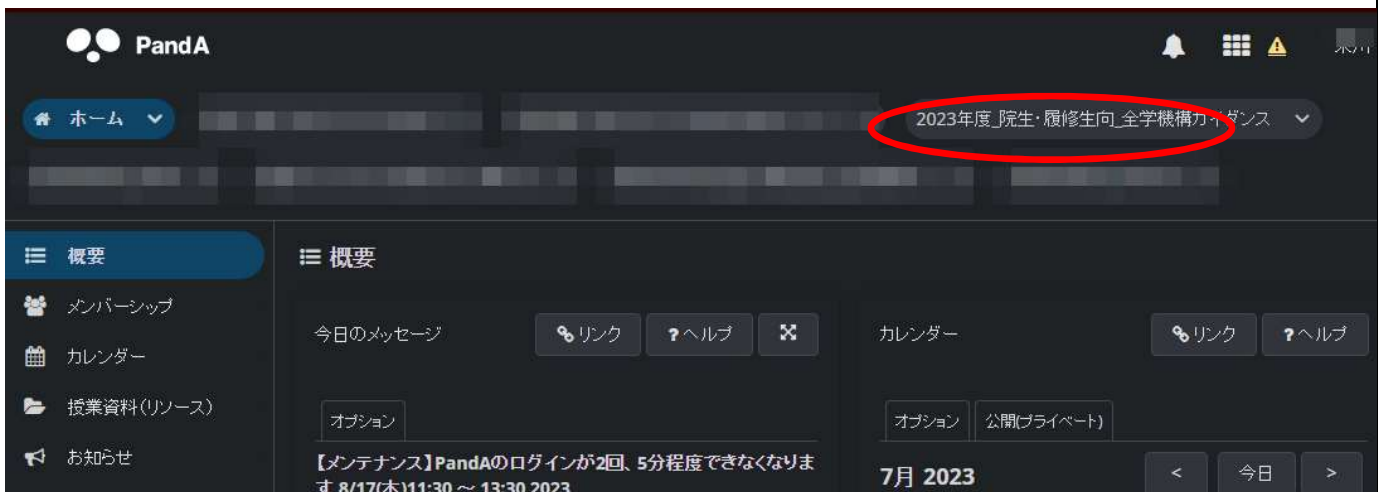 PandA
ホーム
2023年度_院生・履修生向_全学機構ガイダンス
概要
メンバーシップ
カレンダー
授業資料(リソース)
お知らせ
概要
今日のメッセージ
リンク
?ヘルプ
オプション
【メンテナンス】PandAのログインが2回、5分程度できなくなりま
す 8/17(木)11:30 ~ 13:30 2023
カレンダー
リンク
?ヘルプ
オプション
公開(プライベート)
7月 2023
<
今日
>